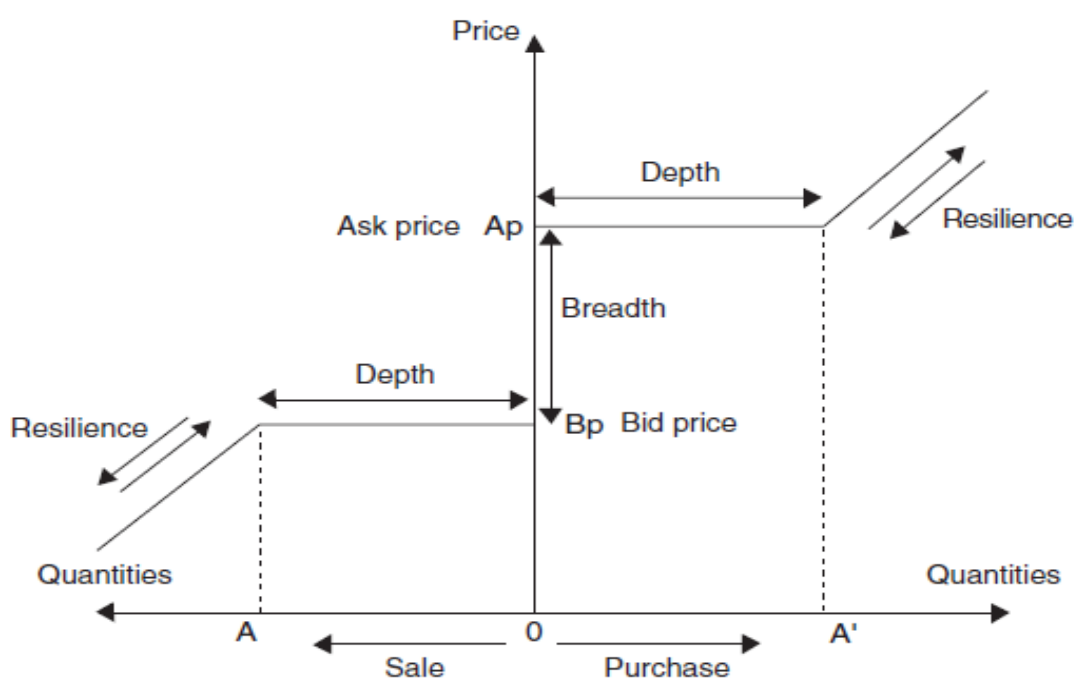 Price
Depth
Ask price Ap
Resilience
Breadth
Depth
Resilience
Bp Bid price
Quantities
Quantities
A
0
A'
Sale
Purchase